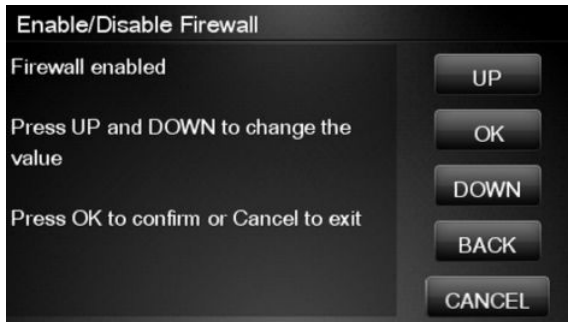 Enable/Disable Firewall
Firewall enabled
Press UP and DOWN to change the
value
Press OK to confirm or Cancel to exit
UP
OK
DOWN
BACK
CANCEL